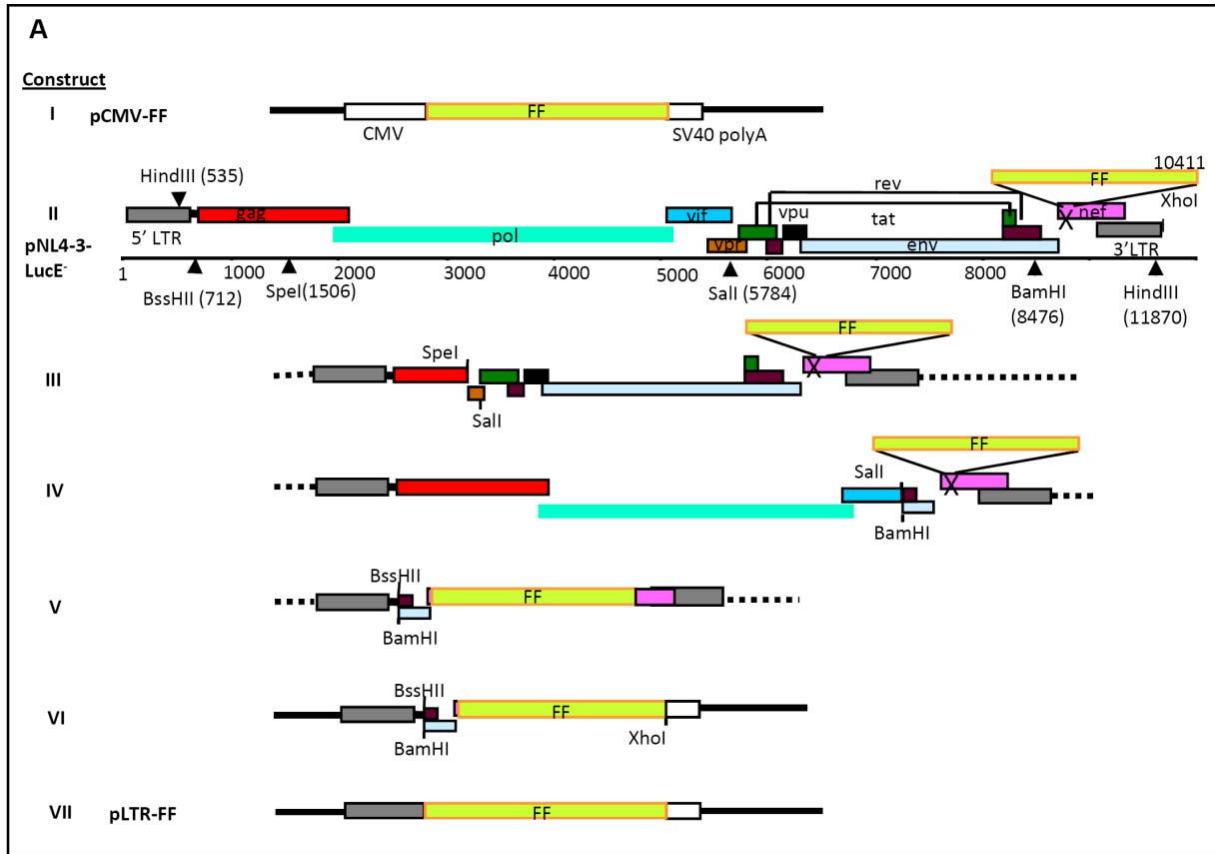 A
Construct
I pCMV-FF
FF
CMV SV40 polyA
HindIII (535)
10411
FF
rev
XhoI
II
gag
vif
vpu
tat
nef
X
5' LTR
pol
vpr
env
3'LTR
pNL4-3-
LucE-
1 1000 2000 3000 4000 5000 6000 7000 8000
BssHII (712)
SpeI(1506)
SalI (5784)
BamHI
(8476)
HindIII
(11870)
FF
III
SpeI
X
SalI
FF
IV
SalI
X
BamHI
V
BssHII
FF
BamHI
VI
BssHII
FF
XhoI
BamHI
VII pLTR-FF
FF